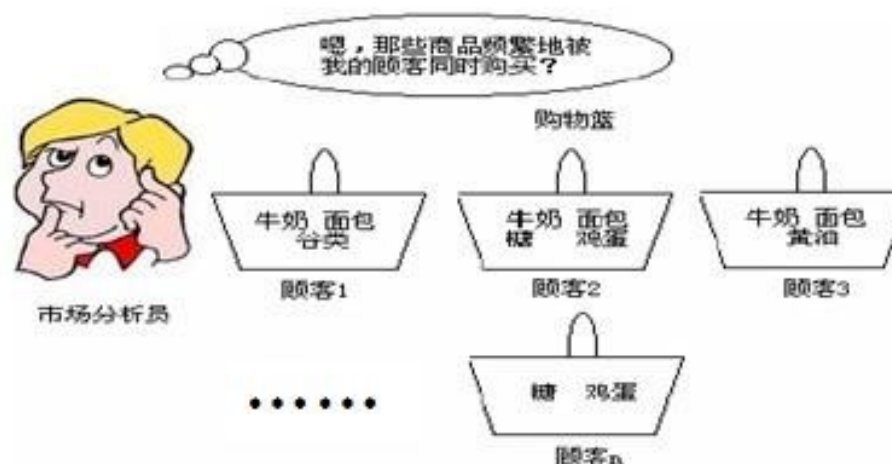 嗯，那些商品频繁地被
我的顾客同时购买？
购物篮
牛奶 面包
谷类
牛奶 面包
糖 鸡蛋
牛奶 面包
黄油
顾客1
顾客2
顾客3
市场分析员
......
糖 鸡蛋
顾客n